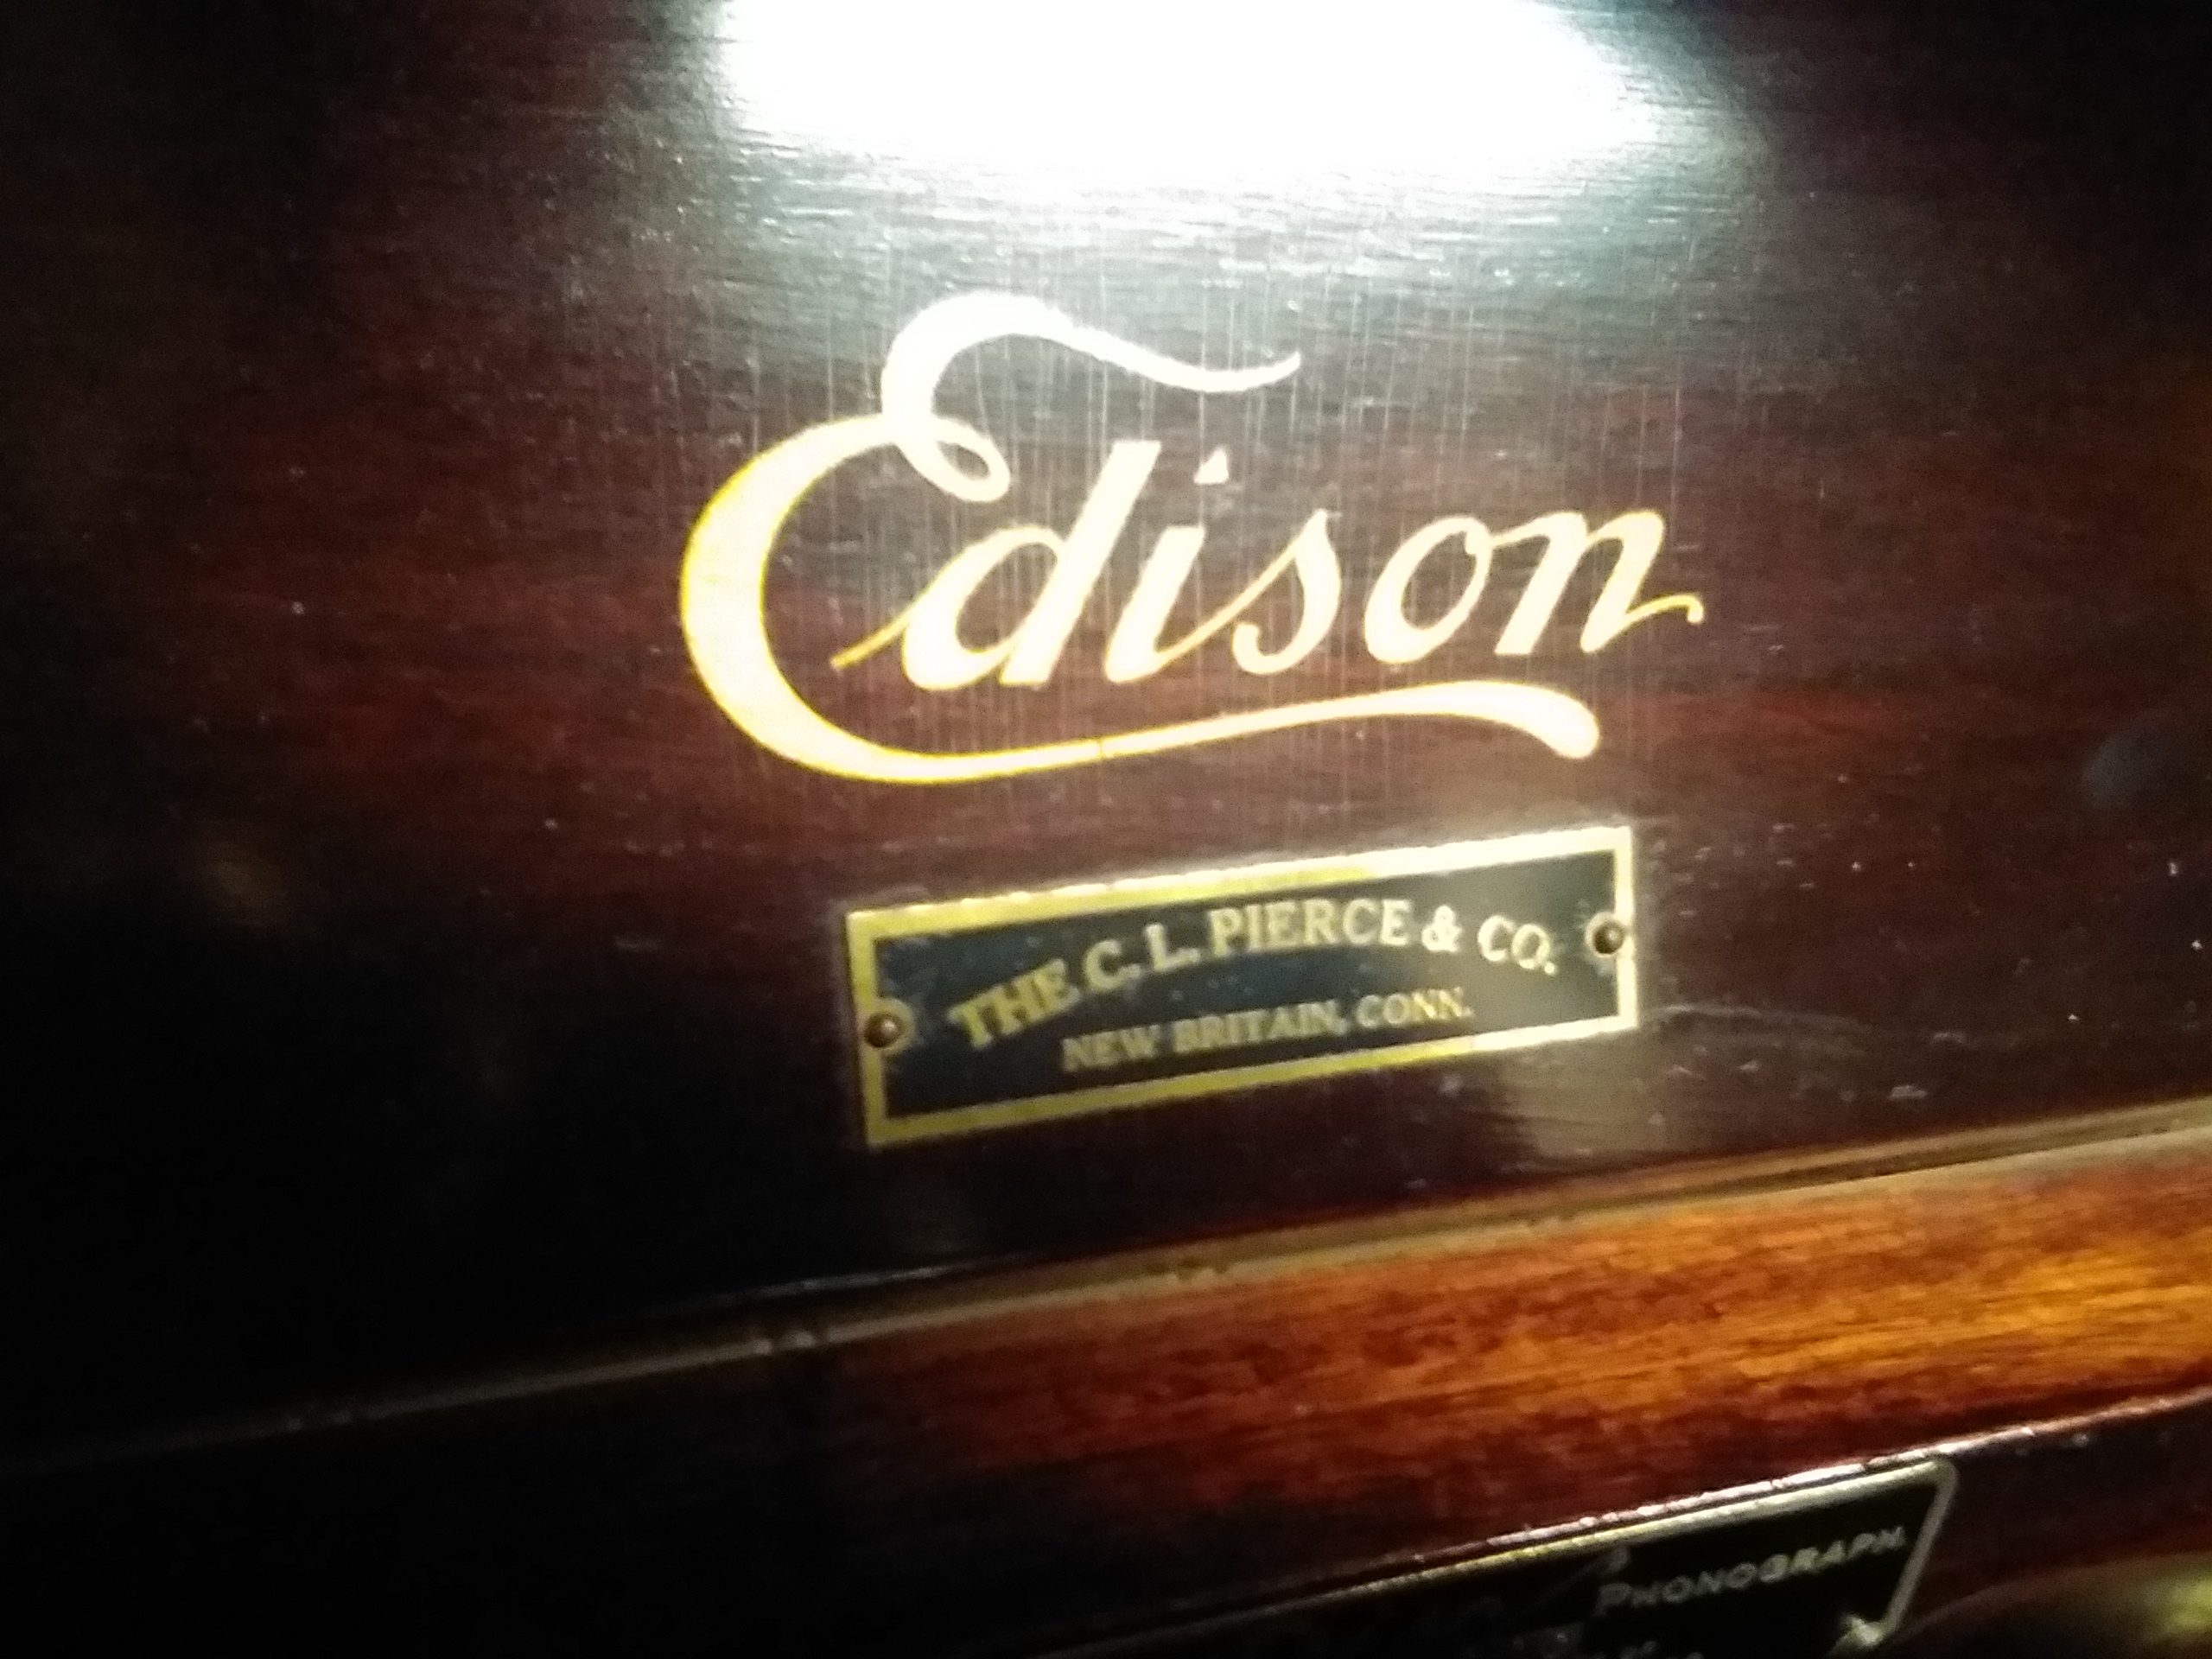 Edison
THE C. L. PIERCE & CO.
NEW BRITAIN, CONN.
PHONOGRAPH